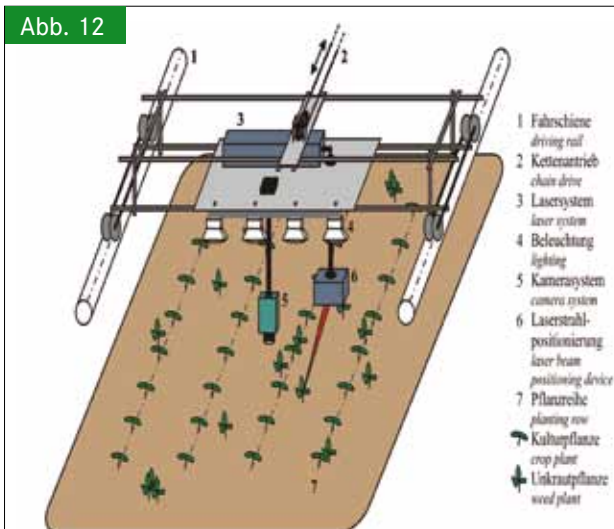 Abb. 12
1
2
3
4
5
6
7
1 Fahrschiene
driving rail
2 Kettenantrieb
chain drive
3 Lasersystem
laser system
4 Beleuchtung
lighting
5 Kamerasystem
camera system
6 Laserstrahl-
positionierung
laser beam
positioning device
7 Pflanzreihe
planting row
Kulturpflanze
crop plant
Unkrautpflanze
weed plant